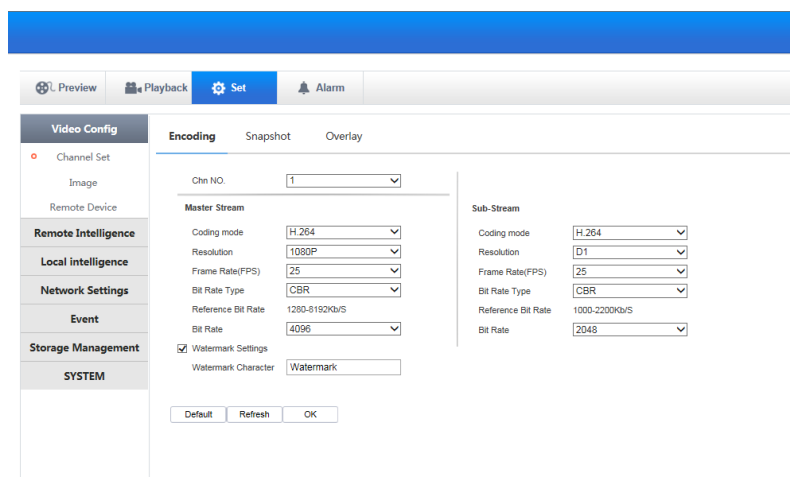 Preview Playback Set Alarm
Video Config
Channel Set
Image
Remote Device
Remote Intelligence
Local intelligence
Network Settings
Event
Storage Management
SYSTEM
Encoding Snapshot Overlay
Chn NO. 1
Master Stream
Coding mode H.264
Resolution 1080P
Frame Rate(FPS) 25
Bit Rate Type CBR
Reference Bit Rate 1280-8192Kb/S
Bit Rate 4096
Watermark Settings
Watermark Character Watermark
Sub-Stream
Coding mode H.264
Resolution D1
Frame Rate(FPS) 25
Bit Rate Type CBR
Reference Bit Rate 1000-2200Kb/S
Bit Rate 2048
Default Refresh OK